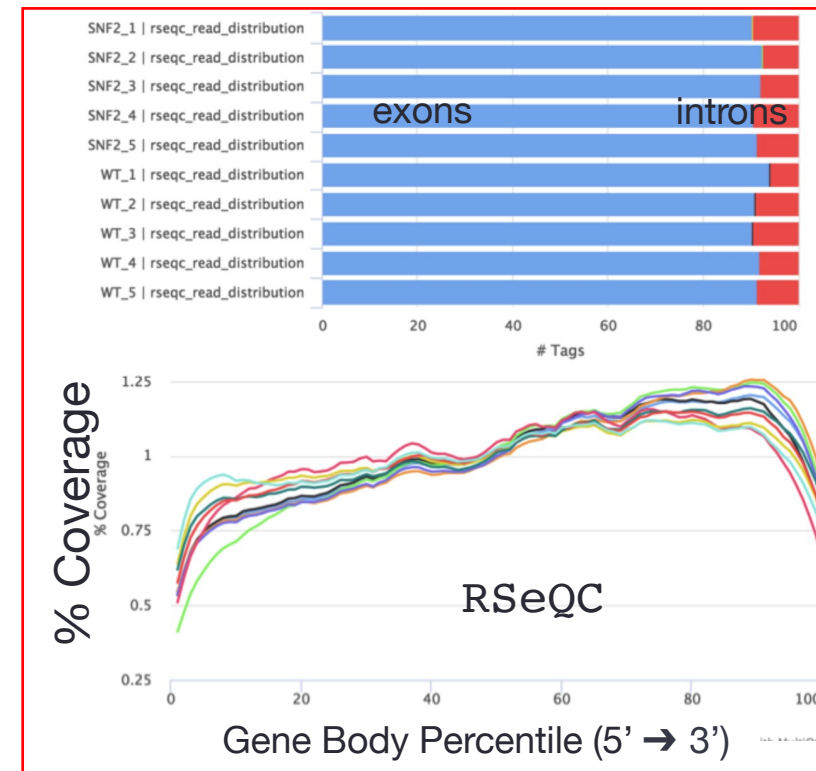 SNF2_1 | rseqc_read_distribution
SNF2_2 | rseqc_read_distribution
SNF2_3 | rseqc_read_distribution
SNF2_4 | rseqc_read_distribution
exons introns
SNF2_5 | rseqc_read_distribution
WT_1 | rseqc_read_distribution
WT_2 | rseqc_read_distribution
WT_3 | rseqc_read_distribution
WT_4 | rseqc_read_distribution
WT_5 | rseqc_read_distribution
0 20 40 60 80 100
# Tags
% Coverage
% Coverage
1.25
1
0.75
0.5
0.25
RSeQC
0 20 40 60 80 100
Gene Body Percentile (5’ ➔ 3’)